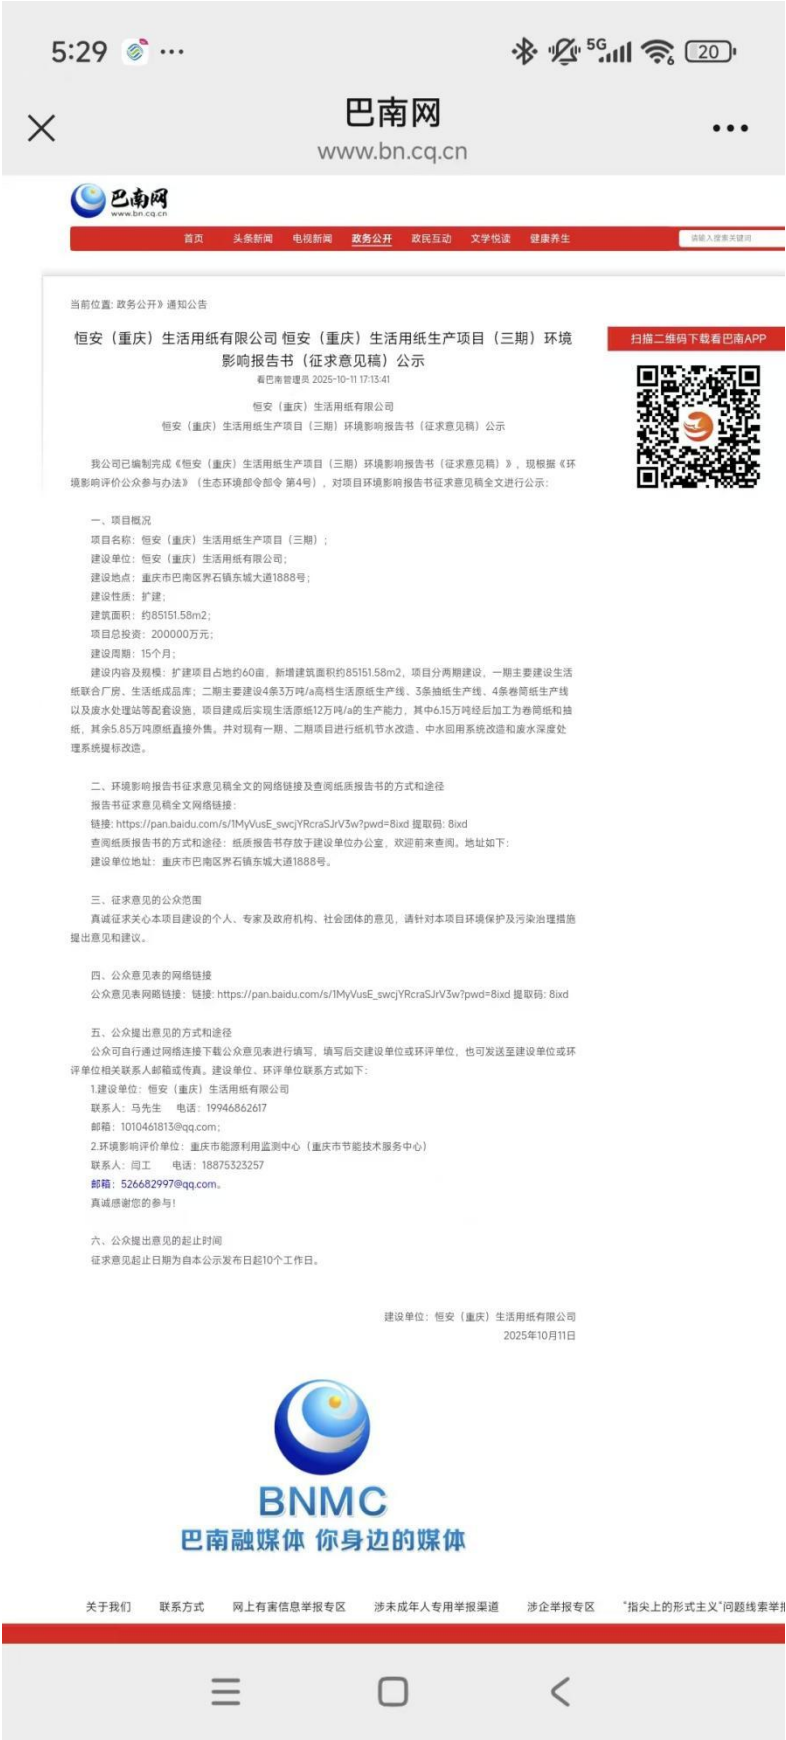 5:29
5G
6
20
巴南网
www.bn.cq.cn
巴南网
www.bn.cq.cn
首页 头条新闻 电视新闻 政务公开 政民互动 文学悦读 健康养生
请输入搜索关键词
当前位置: 政务公开》通知公告
恒安（重庆）生活用纸有限公司 恒安（重庆）生活用纸生产项目（三期）环境
影响报告书（征求意见稿）公示
看巴南管理员 2025-10-11 17:13:41
扫描二维码下载看巴南APP
恒安（重庆）生活用纸有限公司
恒安（重庆）生活用纸生产项目（三期）环境影响报告书（征求意见稿）公示
我公司已编制完成《恒安（重庆）生活用纸生产项目（三期）环境影响报告书（征求意见稿）》，现根据《环
境影响评价公众参与办法》（生态环境部令部令 第4号），对项目环境影响报告书征求意见稿全文进行公示：
一、项目概况
项目名称：恒安（重庆）生活用纸生产项目（三期）；
建设单位：恒安（重庆）生活用纸有限公司；
建设地点：重庆市巴南区界石镇东城大道1888号；
建设性质：扩建；
建筑面积：约85151.58m2；
项目总投资：200000万元；
建设周期：15个月；
建设内容及规模：扩建项目占地约60亩，新增建筑面积约85151.58m2，项目分两期建设，一期主要建设生活
纸联合厂房、生活纸成品库；二期主要建设4条3万吨/a高档生活原纸生产线、3条抽纸生产线、4条卷筒纸生产线
以及废水处理站等配套设施，项目建成后实现生活原纸12万吨/a的生产能力，其中6.15万吨经后加工为卷筒纸和抽
纸，其余5.85万吨原纸直接外售。并对现有一期、二期项目进行纸机节水改造、中水回用系统改造和废水深度处
理系统提标改造。
二、环境影响报告书征求意见稿全文的网络链接及查阅纸质报告书的方式和途径
报告书征求意见稿全文网络链接：
链接: https://pan.baidu.com/s/1MyVusE_swcjYRcraSJrV3w?pwd=8ixd 提取码: 8ixd
查阅纸质报告书的方式和途径：纸质报告书存放于建设单位办公室，欢迎前来查阅。地址如下：
建设单位地址：重庆市巴南区界石镇东城大道1888号。
三、征求意见的公众范围
真诚征求关心本项目建设的个人、专家及政府机构、社会团体的意见，请针对本项目环境保护及污染治理措施
提出意见和建议。
四、公众意见表的网络链接
公众意见表网络链接：链接: https://pan.baidu.com/s/1MyVusE_swcjYRcraSJrV3w?pwd=8ixd 提取码: 8ixd
五、公众提出意见的方式和途径
公众可自行通过网络连接下载公众意见表进行填写，填写后交建设单位或环评单位，也可发送至建设单位或环
评单位相关联系人邮箱或传真。建设单位、环评单位联系方式如下：
1.建设单位：恒安（重庆）生活用纸有限公司
联系人：马先生 电话：19946862617
邮箱：1010461813@qq.com；
2.环境影响评价单位：重庆市能源利用监测中心（重庆市节能技术服务中心）
联系人：闫工 电话：18875323257
邮箱：526682997@qq.com。
真诚感谢您的参与！
六、公众提出意见的起止时间
征求意见起止日期为自本公示发布日起10个工作日。
建设单位：恒安（重庆）生活用纸有限公司
2025年10月11日
BNMC
巴南融媒体 你身边的媒体
关于我们 联系方式 网上有害信息举报专区 涉未成年人专用举报渠道 涉企举报专区 “指尖上的形式主义”问题线索举报